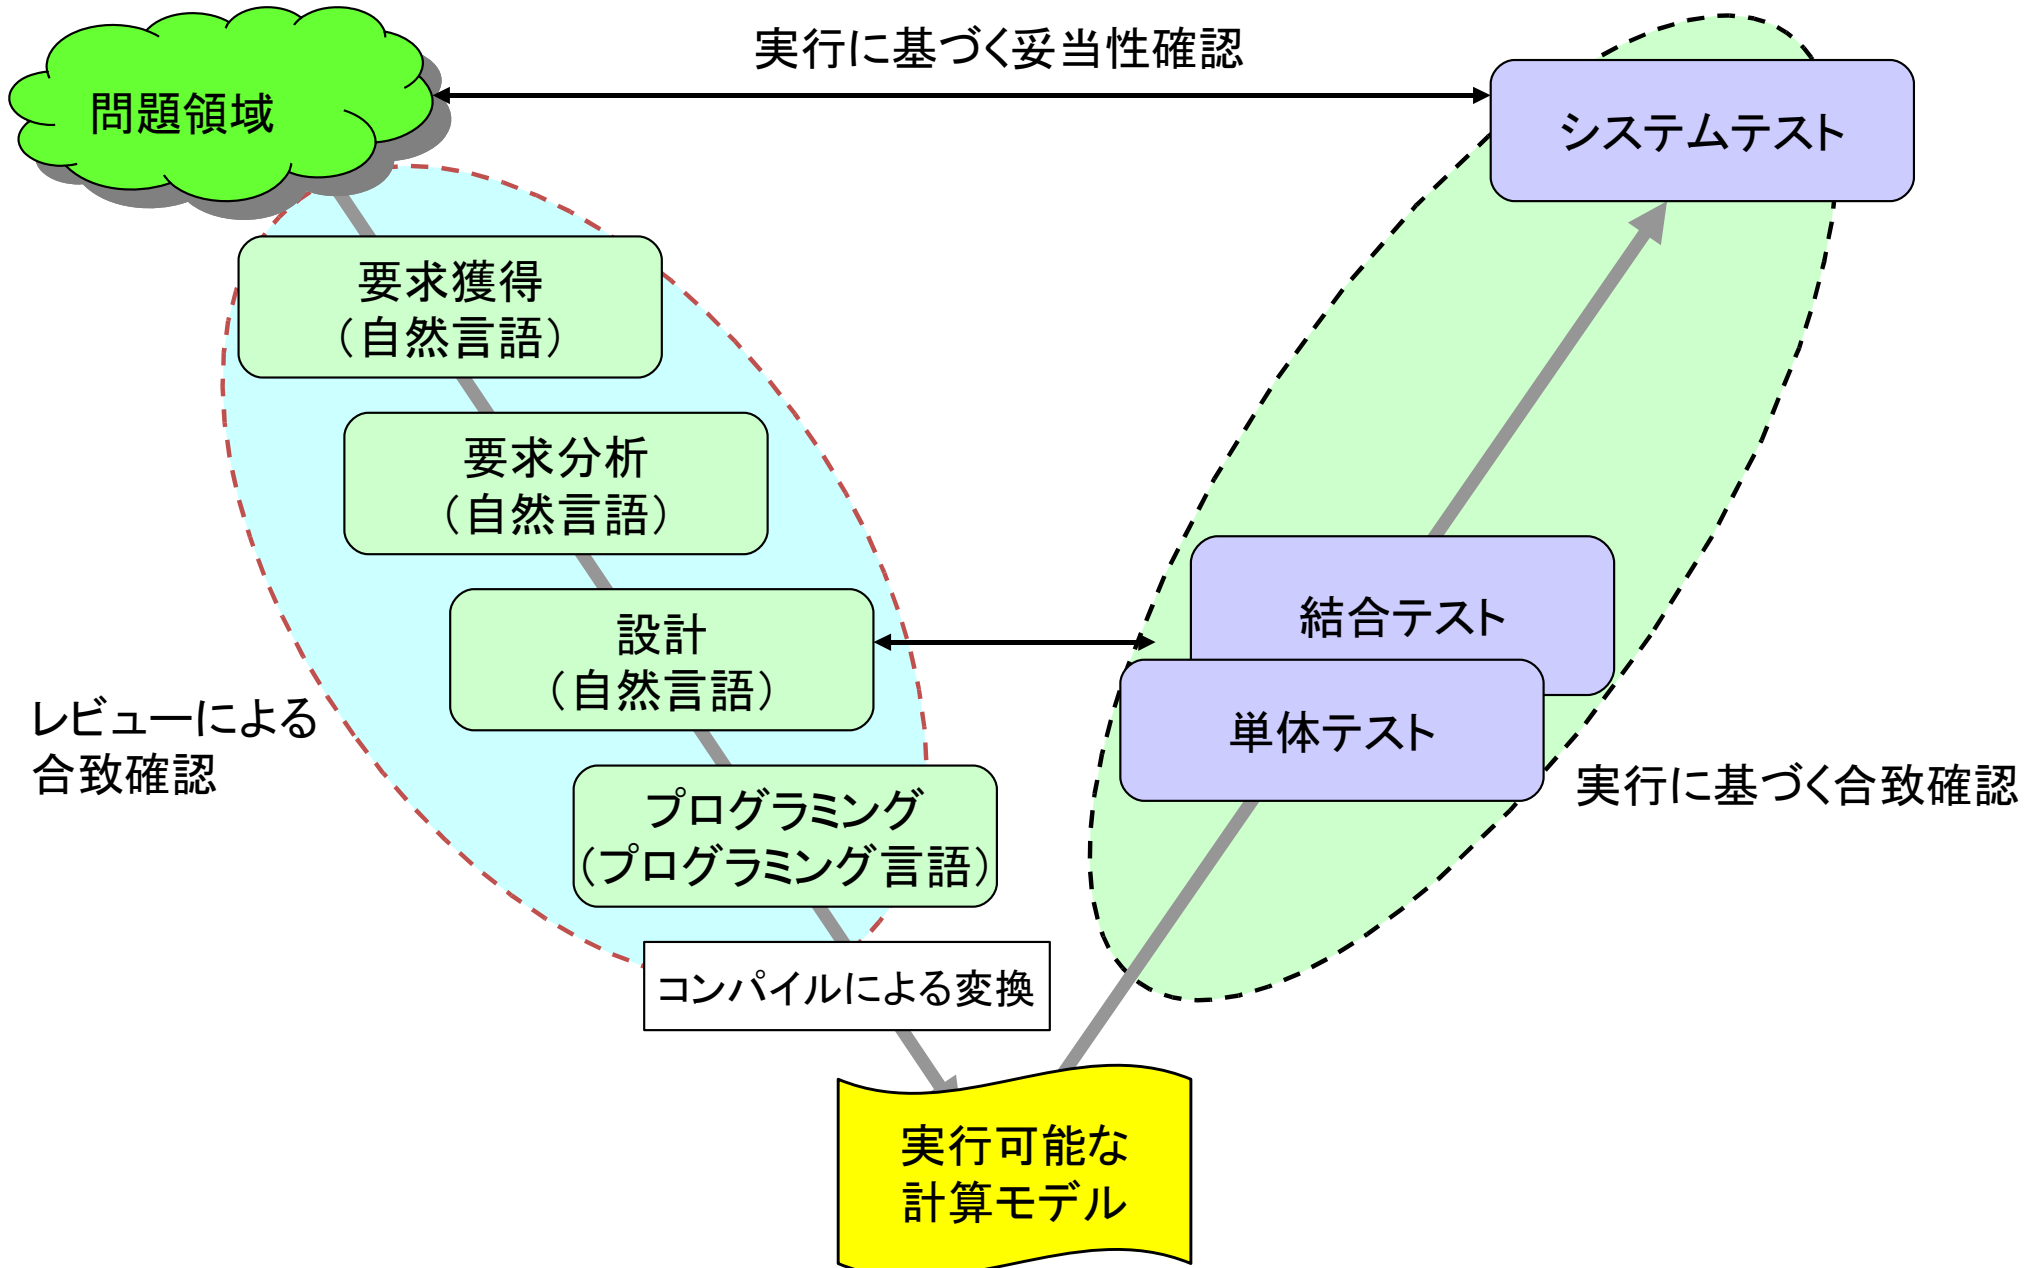 実行に基づく妥当性確認
問題領域
システムテスト
要求獲得
（自然言語）
要求分析
（自然言語）
設計
（自然言語）
結合テスト
単体テスト
レビューによる
合致確認
実行に基づく合致確認
プログラミング
（プログラミング言語）
コンパイルによる変換
実行可能な
計算モデル